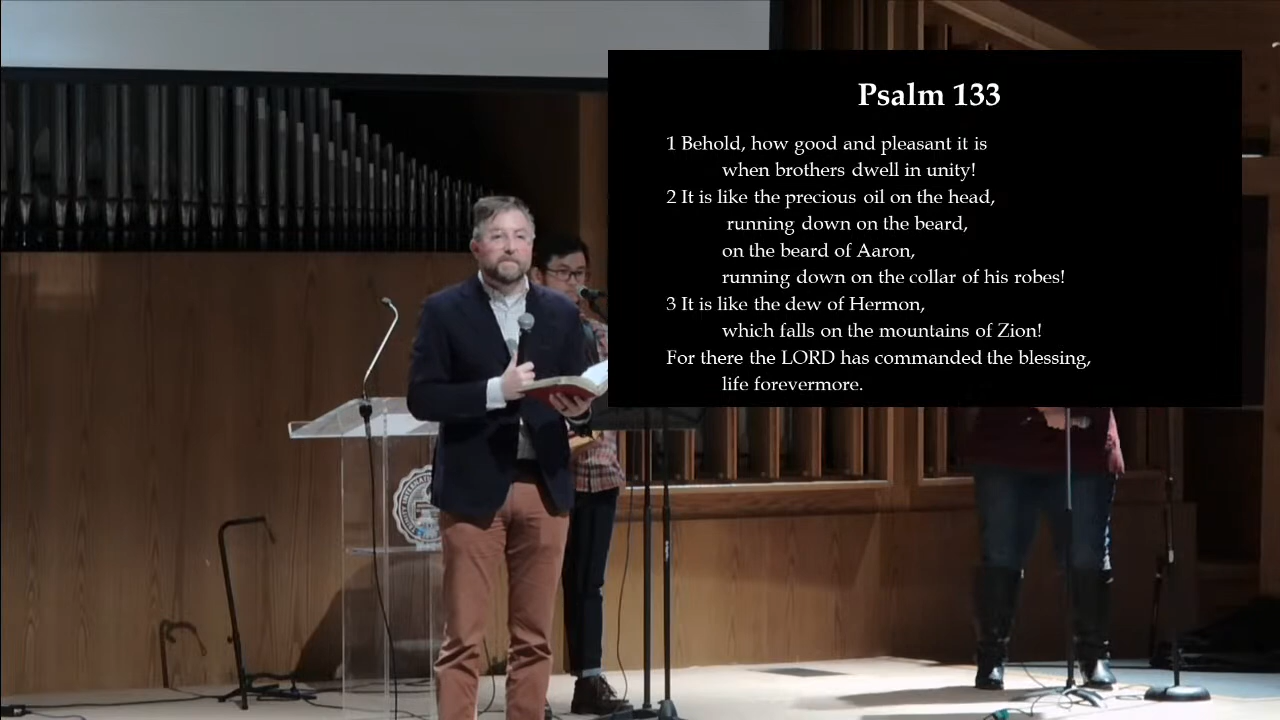 Psalm 133
1 Behold, how good and pleasant it is
when brothers dwell in unity!
2 It is like the precious oil on the head,
running down on the beard,
on the beard of Aaron,
running down on the collar of his robes!
3 It is like the dew of Hermon,
which falls on the mountains of Zion!
For there the LORD has commanded the blessing,
life forevermore.